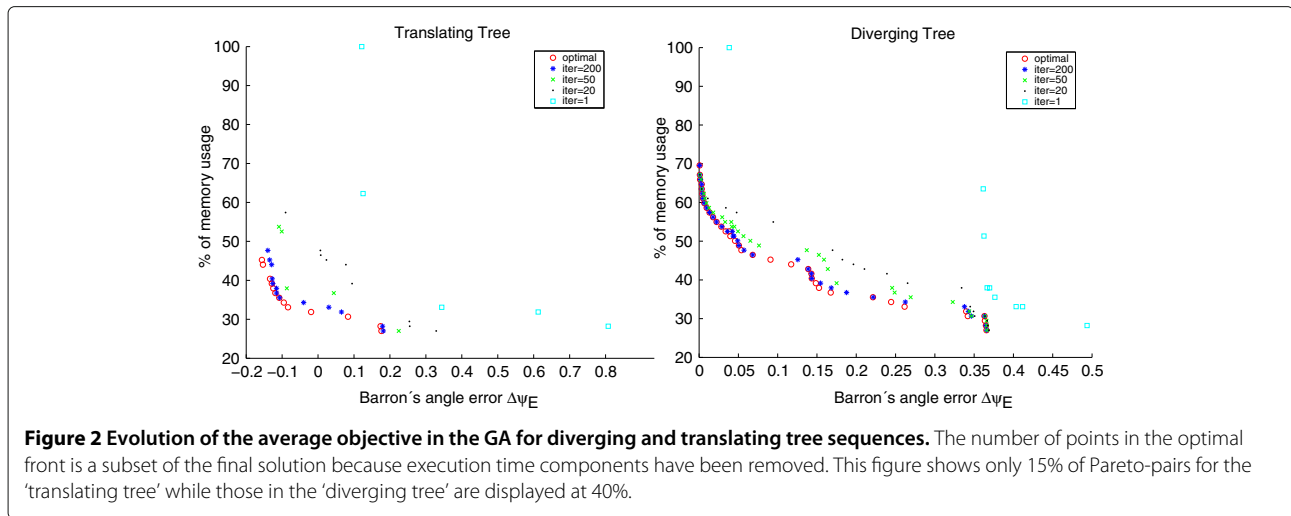 Translating Tree
% of memory usage
100
90
80
70
60
50
40
30
20
−0.2 −0.1 0 0.1 0.2 0.3 0.4 0.5 0.6 0.7 0.8
Barron´s angle error ΔψE
optimal
iter=200
iter=50
iter=20
iter=1
Diverging Tree
% of memory usage
100
90
80
70
60
50
40
30
20
0 0.05 0.1 0.15 0.2 0.25 0.3 0.35 0.4 0.45 0.5
Barron´s angle error ΔψE
optimal
iter=200
iter=50
iter=20
iter=1
Figure 2 Evolution of the average objective in the GA for diverging and translating tree sequences. The number of points in the optimal
front is a subset of the final solution because execution time components have been removed. This figure shows only 15% of Pareto-pairs for the
‘translating tree’ while those in the ‘diverging tree’ are displayed at 40%.